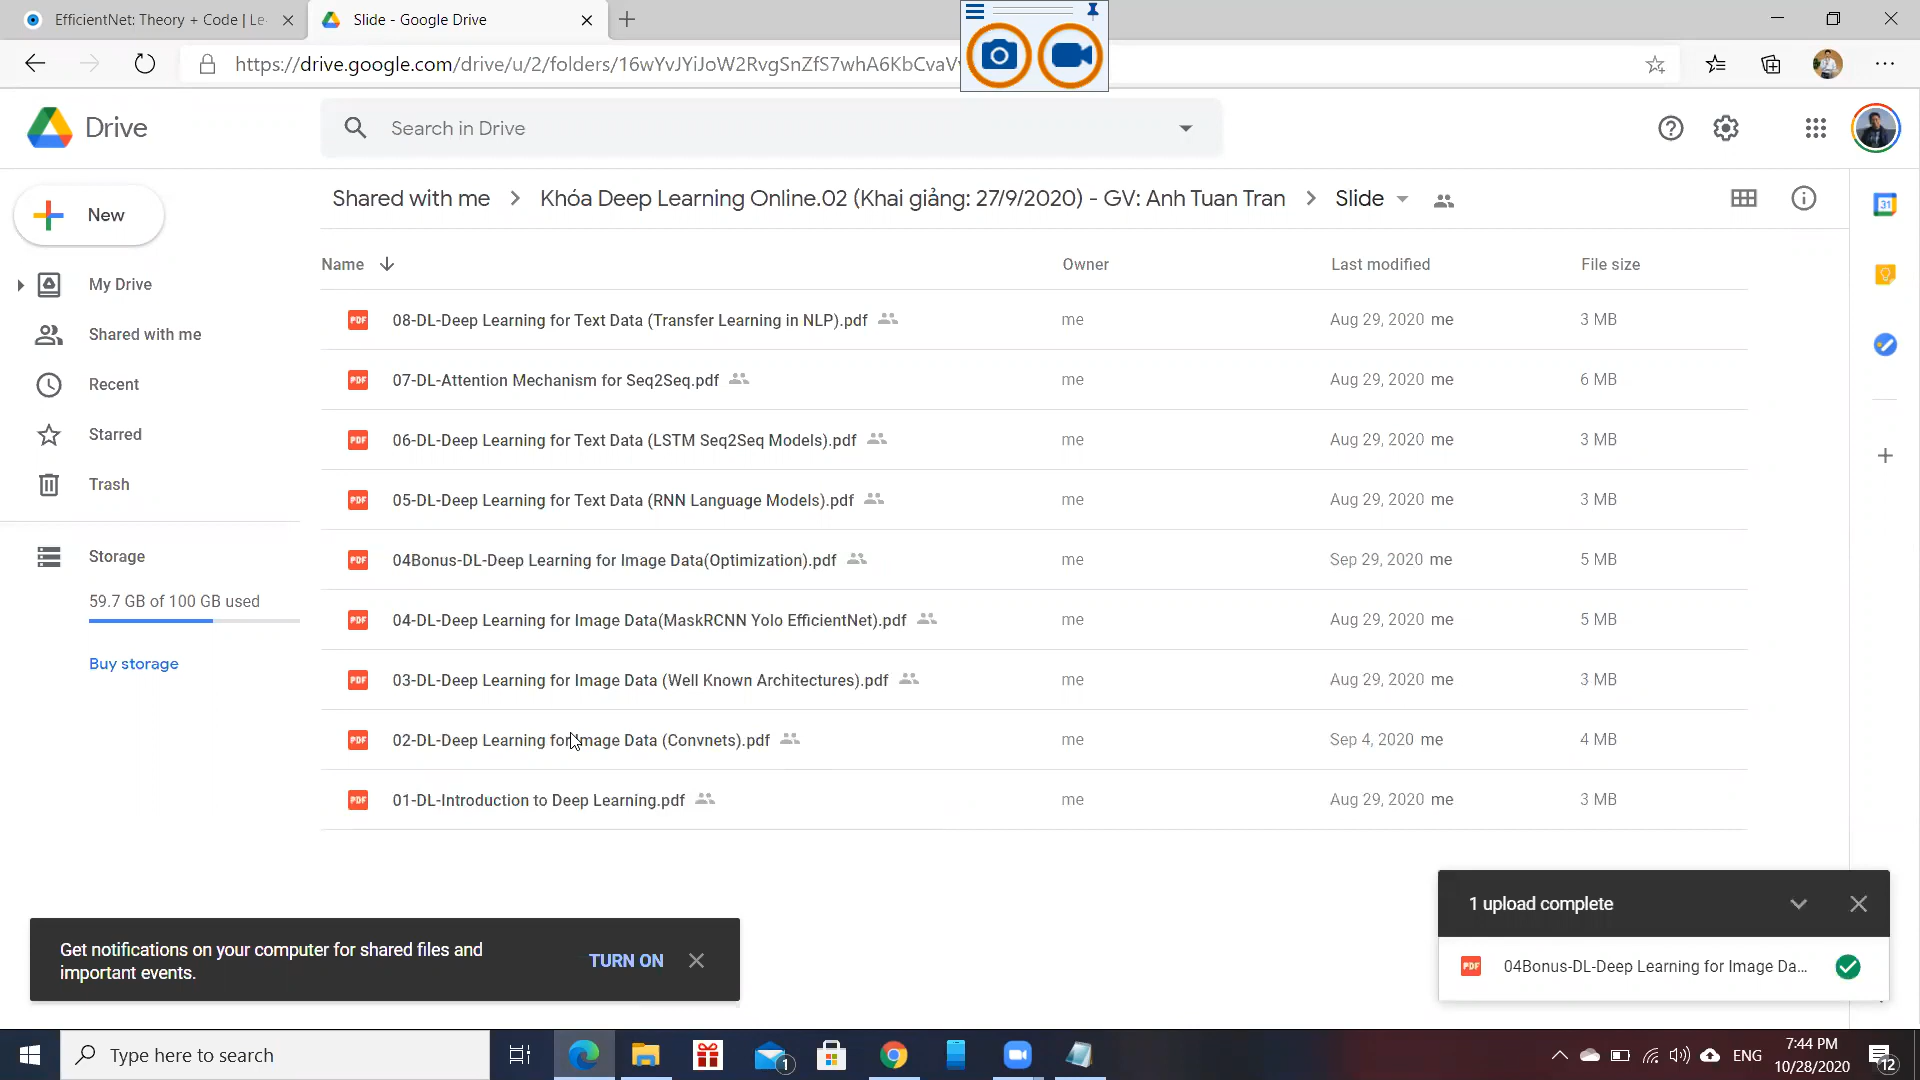 EfficientNet: Theory + Code | Le
Slide - Google Drive
https://drive.google.com/drive/u/2/folders/16wYvJYiJoW2RvgSnZfS7whA6KbCvaV
Drive
Search in Drive
New
Shared with me > Khóa Deep Learning Online.02 (Khai giảng: 27/9/2020) - GV: Anh Tuan Tran > Slide
31
Name Owner Last modified File size
My Drive
Shared with me
Recent
Starred
Trash
Storage
59.7 GB of 100 GB used
Buy storage
PDF 08-DL-Deep Learning for Text Data (Transfer Learning in NLP).pdf me Aug 29, 2020 me 3 MB
PDF 07-DL-Attention Mechanism for Seq2Seq.pdf me Aug 29, 2020 me 6 MB
PDF 06-DL-Deep Learning for Text Data (LSTM Seq2Seq Models).pdf me Aug 29, 2020 me 3 MB
PDF 05-DL-Deep Learning for Text Data (RNN Language Models).pdf me Aug 29, 2020 me 3 MB
PDF 04Bonus-DL-Deep Learning for Image Data(Optimization).pdf me Sep 29, 2020 me 5 MB
PDF 04-DL-Deep Learning for Image Data(MaskRCNN Yolo EfficientNet).pdf me Aug 29, 2020 me 5 MB
PDF 03-DL-Deep Learning for Image Data (Well Known Architectures).pdf me Aug 29, 2020 me 3 MB
PDF 02-DL-Deep Learning for Image Data (Convnets).pdf me Sep 4, 2020 me 4 MB
PDF 01-DL-Introduction to Deep Learning.pdf me Aug 29, 2020 me 3 MB
Get notifications on your computer for shared files and
important events.
TURN ON
1 upload complete
PDF 04Bonus-DL-Deep Learning for Image Da...
Type here to search
1
ENG
7:44 PM
10/28/2020
12